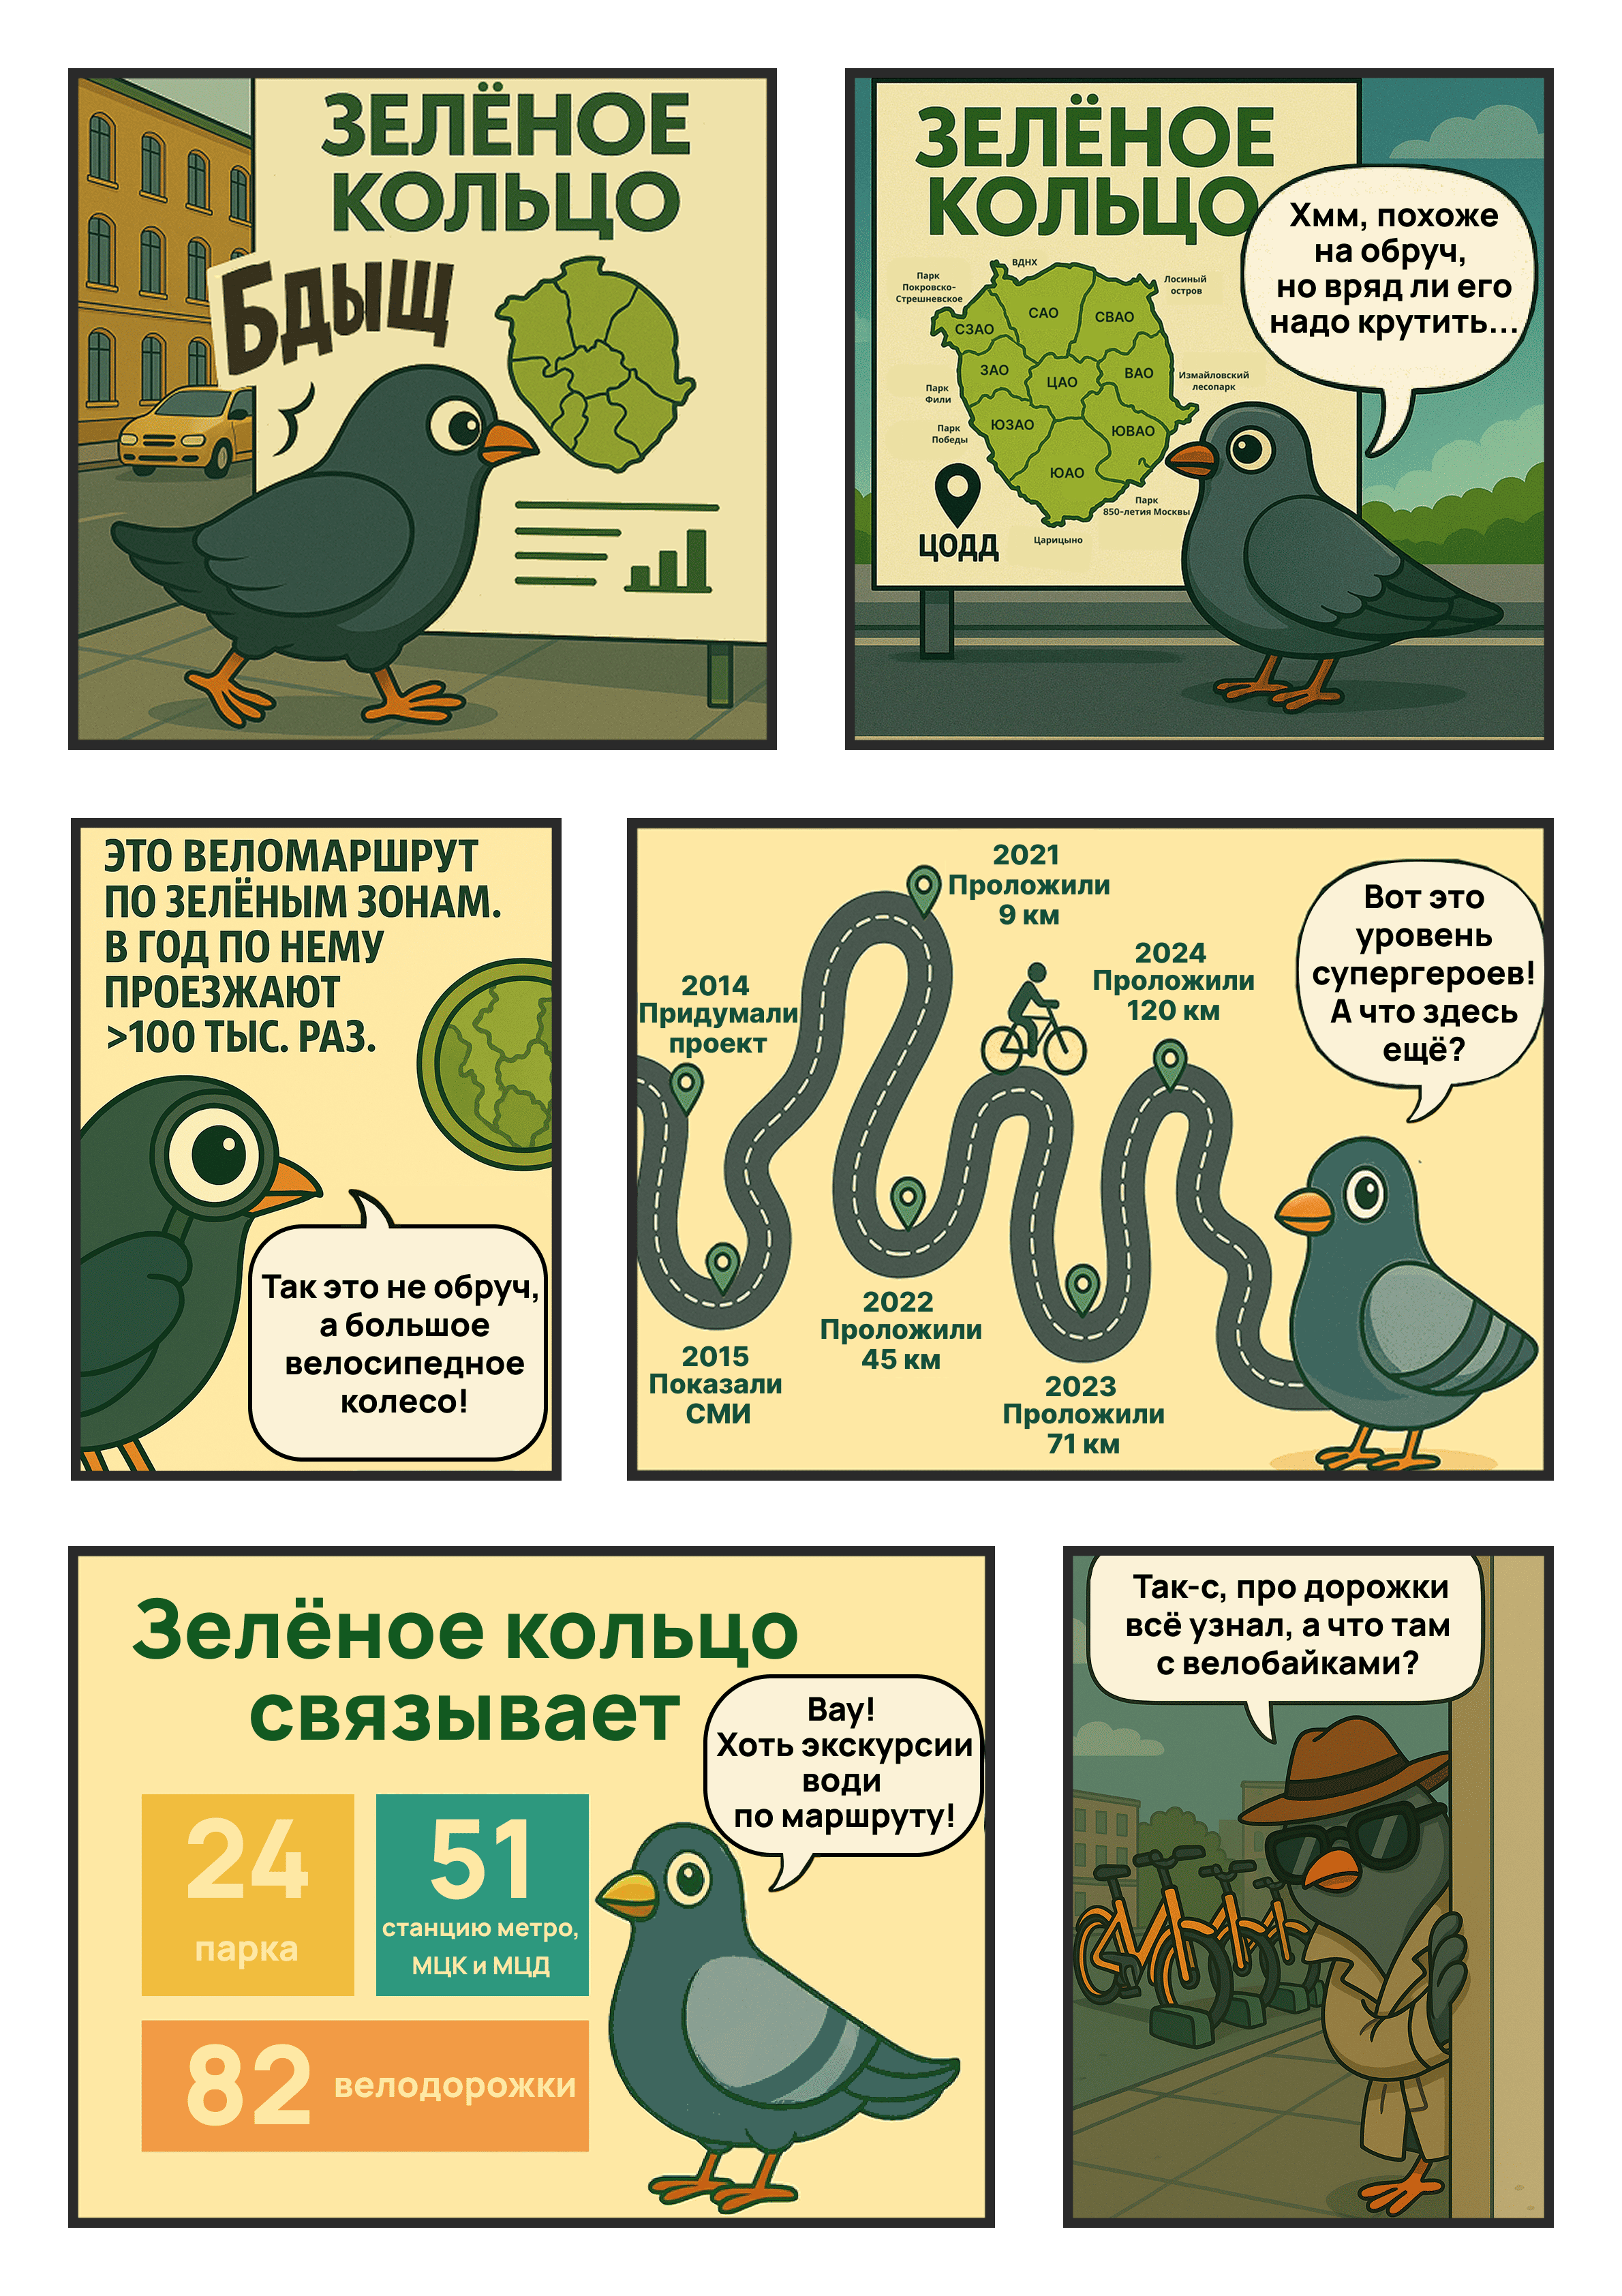 ЗЕЛЁНОЕ
КОЛЬЦО
Бдыщ
ЗЕЛЁНОЕ
КОЛЬЦО
Хмм, похоже
на обруч,
но вряд ли его
надо крутить...
ВДНХ
Парк
Покровско-
Стрешневское
Лосиный
остров
СЗАО
САО
СВАО
ЗАО
ЦАО
ВАО
Измайловский
лесопарк
Парк
Фили
ЮЗАО
ЮВАО
Парк
Победы
ЮАО
Парк
850-летия Москвы
Царицыно
ЦОДД
ЭТО ВЕЛОМАРШРУТ
ПО ЗЕЛЁНЫМ ЗОНАМ.
В ГОД ПО НЕМУ
ПРОЕЗЖАЮТ
>100 ТЫС. РАЗ.
Так это не обруч,
а большое
велосипедное
колесо!
2014
Придумали
проект
2015
Показали
СМИ
2021
Проложили
9 км
2022
Проложили
45 км
2023
Проложили
71 км
2024
Проложили
120 км
Вот это
уровень
супергероев!
А что здесь
ещё?
Зелёное кольцо
связывает
Вау!
Хоть экскурсии
води
по маршруту!
24
парка
51
станцию метро,
МЦК и МЦД
82 велодорожки
Так-с, про дорожки
всё узнал, а что там
с велобайками?